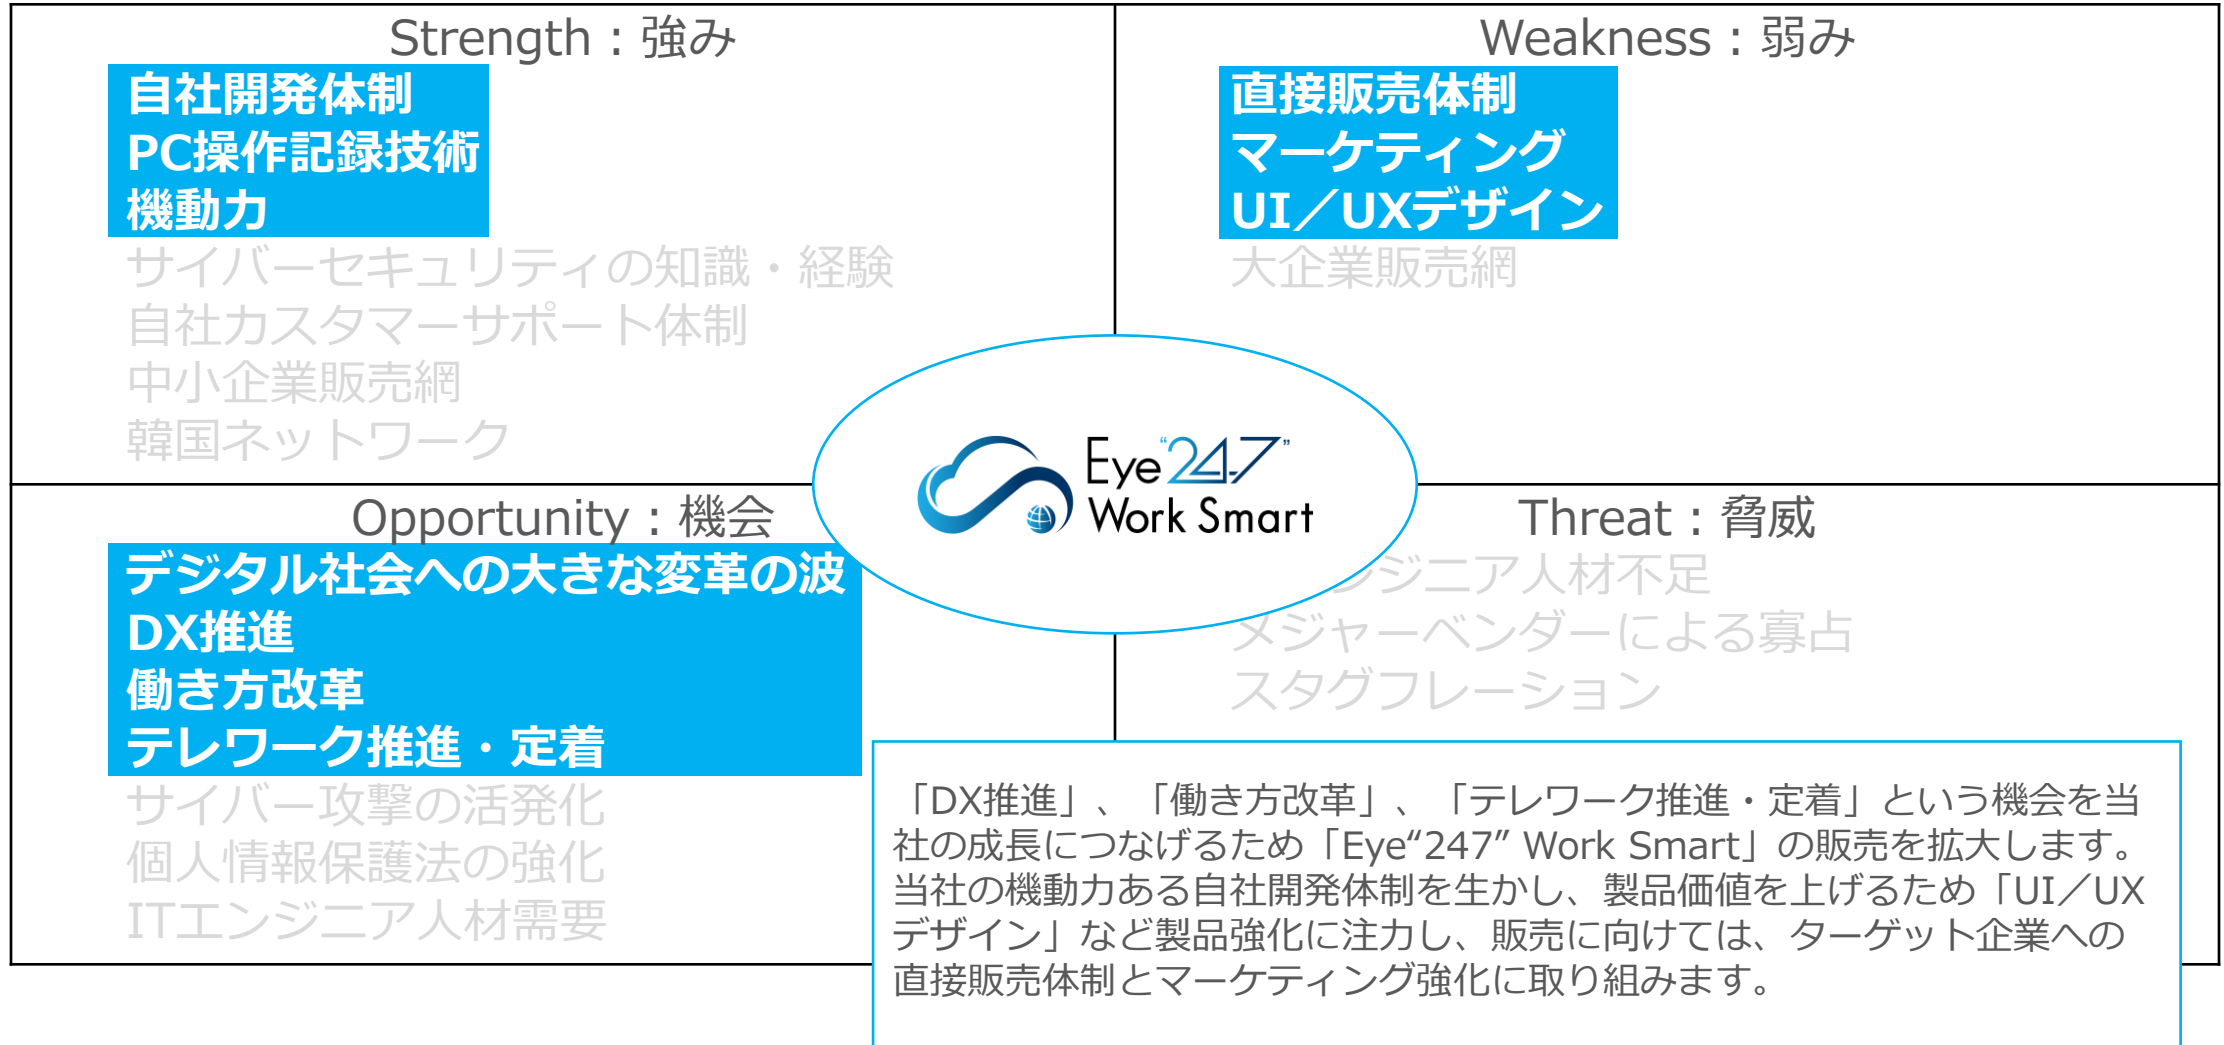 Strength：強み
自社開発体制
PC操作記録技術
機動力
サイバーセキュリティの知識・経験
自社カスタマーサポート体制
中小企業販売網
韓国ネットワーク
Weakness：弱み
直接販売体制
マーケティング
UI／UXデザイン
大企業販売網
Eye“247”
Work Smart
Opportunity：機会
デジタル社会への大きな変革の波
DX推進
働き方改革
テレワーク推進・定着
サイバー攻撃の活発化
個人情報保護法の強化
ITエンジニア人材需要
Threat：脅威
ンジニア人材不足
メジャーベンダーによる寡占
スタグフレーション
「DX推進」、「働き方改革」、「テレワーク推進・定着」という機会を当
社の成長につなげるため「Eye“247” Work Smart」の販売を拡大します。
当社の機動力ある自社開発体制を生かし、製品価値を上げるため「UI／UX
デザイン」など製品強化に注力し、販売に向けては、ターゲット企業への
直接販売体制とマーケティング強化に取り組みます。